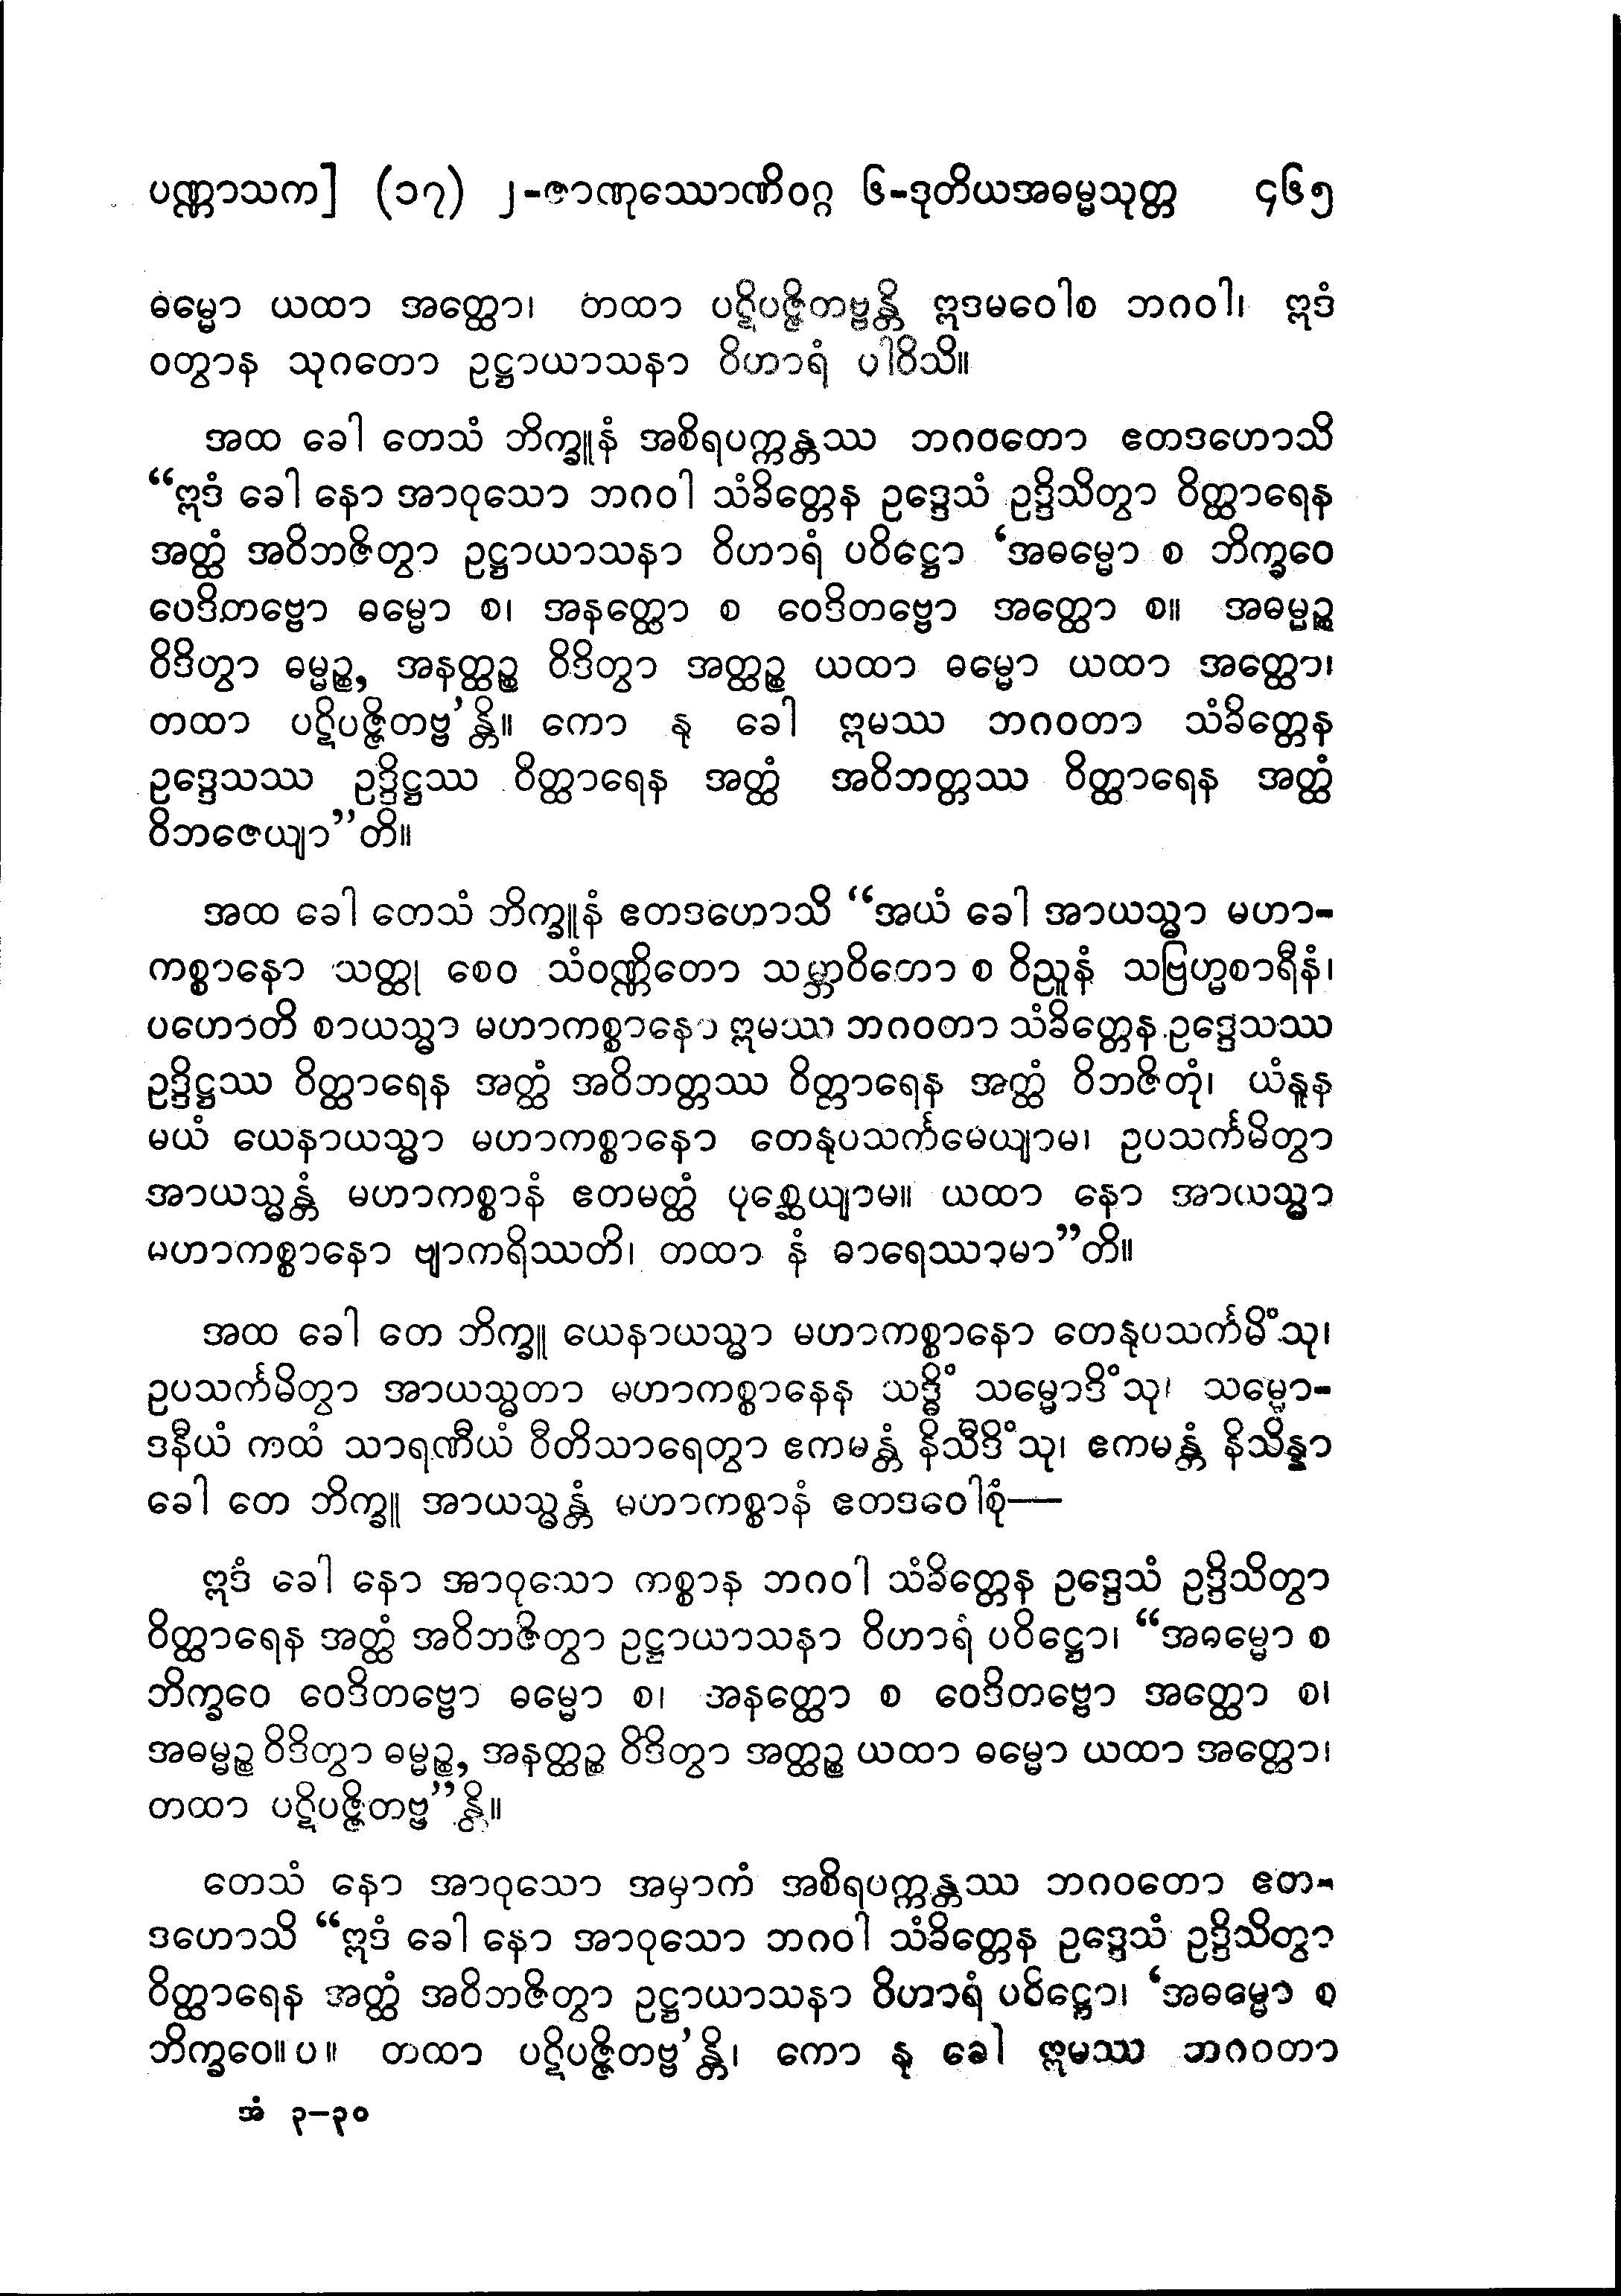 ပဏ္ဏာသက] (၁၇) ၂-ဇာဏုဿောဏိဝဂ္ဂ ၆-ဒုတိယအဓမ္မသုတ္တ ၄၆၅
ဓမ္မော ယထာ အတ္ထော၊ တထာ ပဋိပဇ္ဇိတဗ္ဗန္တိ ဣဒမဝေါစ ဘဂဝါ၊ ဣဒံ
ဝတွာန သုဂတော ဥဋ္ဌာယာသနာ ဝိဟာရံ ပါဝိသိ။
အထ ခေါ တေသံ ဘိက္ခူနံ အစိရပက္ကန္တဿ ဘဂဝတော ဧတဒဟောသိ
“ဣဒံ ခေါ နော အာဝုသော ဘဂဝါ သံခိတ္တေန ဥဒ္ဒေသံ ဥဒ္ဒိသိတွာ ဝိတ္ထာရေန
အတ္ထံ အဝိဘဇိတွာ ဥဋ္ဌာယာသနာ ဝိဟာရံ ပဝိဋ္ဌော ‘အဓမ္မော စ ဘိက္ခဝေ
ဝေဒိတဗ္ဗော ဓမ္မော စ၊ အနတ္ထော စ ဝေဒိတဗ္ဗော အတ္ထော စ။ အဓမ္မဉ္စ
ဝိဒိတွာ ဓမ္မဉ္စ, အနတ္ထဉ္စ ဝိဒိတွာ အတ္ထဉ္စ ယထာ ဓမ္မော ယထာ အတ္ထော၊
တထာ ပဋိပဇ္ဇိတဗ္ဗ’န္တိ။ ကော နု ခေါ ဣမဿ ဘဂဝတာ သံခိတ္တေန
ဥဒ္ဒေသဿ ဥဒ္ဒိဋ္ဌဿ ဝိတ္ထာရေန အတ္ထံ အဝိဘတ္တဿ ဝိတ္ထာရေန အတ္ထံ
ဝိဘဇေယျာ”တိ။
အထ ခေါ တေသံ ဘိက္ခူနံ ဧတဒဟောသိ “အယံ ခေါ အာယသ္မာ မဟာ-
ကစ္စာနော သတ္ထု စေဝ သံဝဏ္ဏိတော သမ္ဘာဝိတော စ ဝိညူနံ သဗြဟ္မစာရီနံ၊
ပဟောတိ စာယသ္မာ မဟာကစ္စာနော ဣမဿ ဘဂဝတာ သံခိတ္တေန ဥဒ္ဒေသဿ
ဥဒ္ဒိဋ္ဌဿ ဝိတ္ထာရေန အတ္ထံ အဝိဘတ္တဿ ဝိတ္ထာရေန အတ္ထံ ဝိဘဇိတုံ၊ ယံနူန
မယံ ယေနာယသ္မာ မဟာကစ္စာနော တေနုပသင်္ကမေယျာမ၊ ဥပသင်္ကမိတွာ
အာယသ္မန္တံ မဟာကစ္စာနံ ဧတမတ္ထံ ပုစ္ဆေယျာမ။ ယထာ နော အာယသ္မာ
မဟာကစ္စာနော ဗျာကရိဿတိ၊ တထာ နံ ဓာရေဿာမာ”တိ။
အထ ခေါ တေ ဘိက္ခူ ယေနာယသ္မာ မဟာကစ္စာနော တေနုပသင်္ကမိံသု၊
ဥပသင်္ကမိတွာ အာယသ္မတာ မဟာကစ္စာနေန သဒ္ဓိံ သမ္မောဒိံသု၊ သမ္မော-
ဒနီယံ ကထံ သာရဏီယံ ဝီတိသာရေတွာ ဧကမန္တံ နိသီဒိံသု၊ ဧကမန္တံ နိသိန္နာ
ခေါ တေ ဘိက္ခူ အာယသ္မန္တံ မဟာကစ္စာနံ ဧတဒဝေါစုံ—
ဣဒံ ခေါ နော အာဝုသော ကစ္စာန ဘဂဝါ သံခိတ္တေန ဥဒ္ဒေသံ ဥဒ္ဒိသိတွာ
ဝိတ္ထာရေန အတ္ထံ အဝိဘဇိတွာ ဥဋ္ဌာယာသနာ ဝိဟာရံ ပဝိဋ္ဌော၊ “အဓမ္မော စ
ဘိက္ခဝေ ဝေဒိတဗ္ဗော ဓမ္မော စ၊ အနတ္ထော စ ဝေဒိတဗ္ဗော အတ္ထော စ၊
အဓမ္မဉ္စ ဝိဒိတွာ ဓမ္မဉ္စ, အနတ္ထဉ္စ ဝိဒိတွာ အတ္ထဉ္စ ယထာ ဓမ္မော ယထာ အတ္ထော၊
တထာ ပဋိပဇ္ဇိတဗ္ဗ”န္တိ။
တေသံ နော အာဝုသော အမှာကံ အစိရပက္ကန္တဿ ဘဂဝတော ဧတ-
ဒဟောသိ “ဣဒံ ခေါ နော အာဝုသော ဘဂဝါ သံခိတ္တေန ဥဒ္ဒေသံ ဥဒ္ဒိသိတွာ
ဝိတ္ထာရေန အတ္ထံ အဝိဘဇိတွာ ဥဋ္ဌာယာသနာ ဝိဟာရံ ပဝိဋ္ဌော၊ ‘အဓမ္မော စ
ဘိက္ခဝေ။ ပ။ တထာ ပဋိပဇ္ဇိတဗ္ဗ’န္တိ၊ ကော နု ခေါ ဣမဿ ဘဂဝတာ
အံ ၃-၃၀